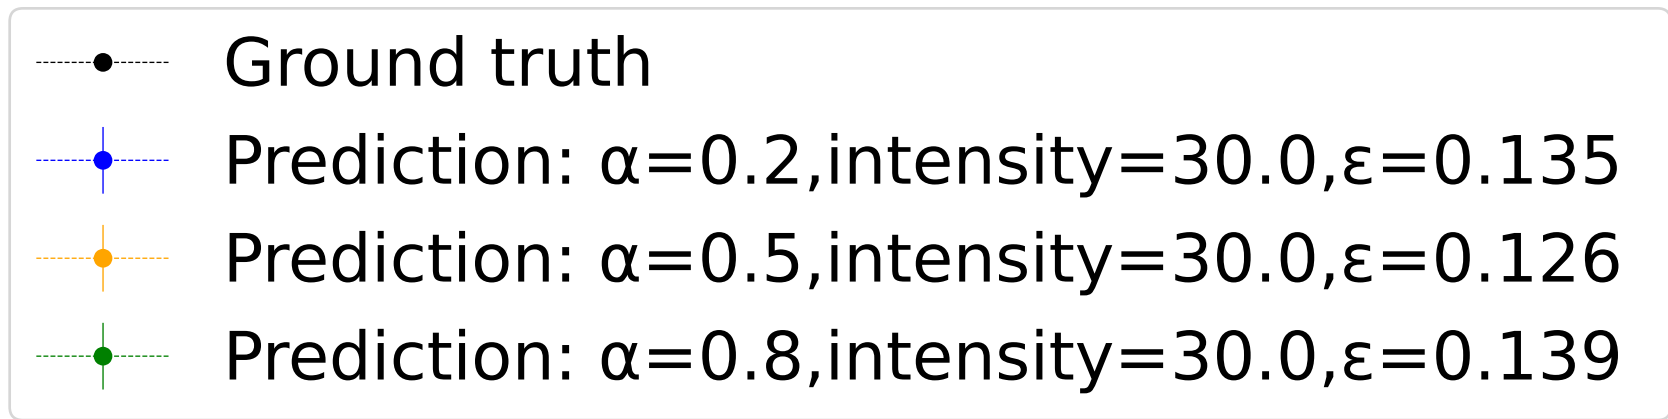 Ground truth
Prediction: α=0.2,intensity=30.0,ε=0.135
Prediction: α=0.5,intensity=30.0,ε=0.126
Prediction: α=0.8,intensity=30.0,ε=0.139